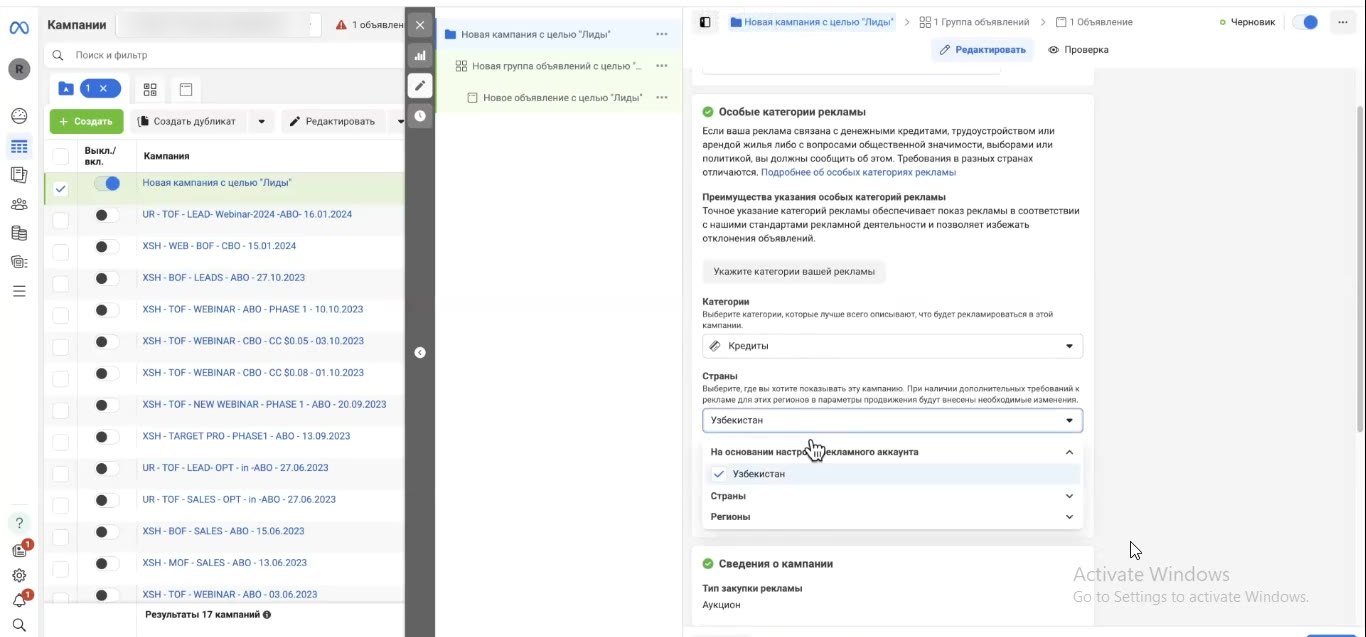 Кампании
1 объявлен
Поиск и фильтр
1 ×
+ Создать
Создать дубликат
Редактировать
Выкл./
вкл.
Кампания
Новая кампания с целью "Лиды"
UR - TOF - LEAD- Webinar-2024 -ABO- 16.01.2024
XSH - WEB - BOF - CBO - 15.01.2024
XSH - BOF - LEADS - ABO - 27.10.2023
XSH - TOF - WEBINAR - ABO - PHASE 1 - 10.10.2023
XSH - TOF - WEBINAR - CBO - CC $0.05 - 03.10.2023
XSH - TOF - WEBINAR - CBO - CC $0.08 - 01.10.2023
XSH - TOF - NEW WEBINAR - PHASE 1 - ABO - 20.09.2023
XSH - TARGET PRO - PHASE1 - ABO - 13.09.2023
UR - TOF - LEAD- OPT - in -ABO - 27.06.2023
UR - TOF - SALES - OPT - in -ABO - 27.06.2023
XSH - BOF - SALES - ABO - 15.06.2023
XSH - MOF - SALES - ABO - 13.06.2023
XSH - TOF - WEBINAR - ABO - 03.06.2023
Результаты 17 кампаний
R
?
1
1
Новая кампания с целью "Лиды"
Новая группа объявлений с целью "...
Новое объявление с целью "Лиды"
Новая кампания с целью "Лиды" > 1 Группа объявлений > 1 Объявление
Черновик
Редактировать
Проверка
Особые категории рекламы
Если ваша реклама связана с денежными кредитами, трудоустройством или
арендой жилья либо с вопросами общественной значимости, выборами или
политикой, вы должны сообщить об этом. Требования в разных странах
отличаются. Подробнее об особых категориях рекламы
Преимущества указания особых категорий рекламы
Точное указание категорий рекламы обеспечивает показ рекламы в соответствии
с нашими стандартами рекламной деятельности и позволяет избежать
отклонения объявлений.
Укажите категории вашей рекламы
Категории
Выберите категории, которые лучше всего описывают, что будет рекламироваться в этой
кампании.
Кредиты
Страны
Выберите, где вы хотите показывать эту кампанию. При наличии дополнительных требований к
рекламе для этих регионов в параметры продвижения будут внесены необходимые изменения.
Узбекистан
На основании настро рекламного аккаунта
Узбекистан
Страны
Регионы
Сведения о кампании
Тип закупки рекламы
Аукцион
Activate Windows
Go to Settings to activate Windows.